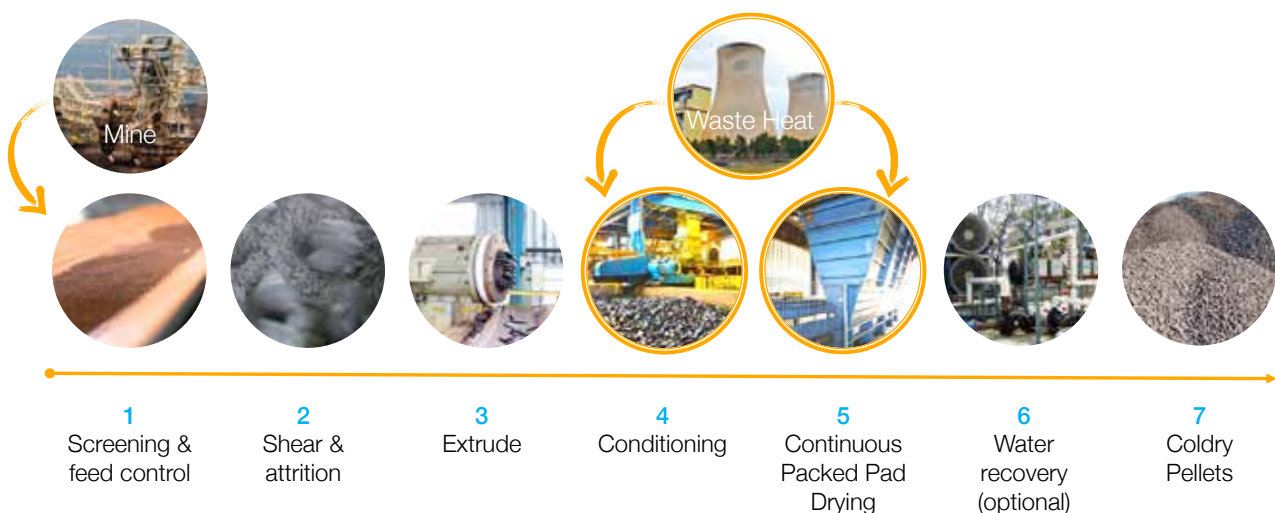 Mine
Waste Heat
1
Screening &
feed control
2
Shear &
attrition
3
Extrude
4
Conditioning
5
Continuous
Packed Pad
Drying
6
Water
recovery
(optional)
7
Coldry
Pellets